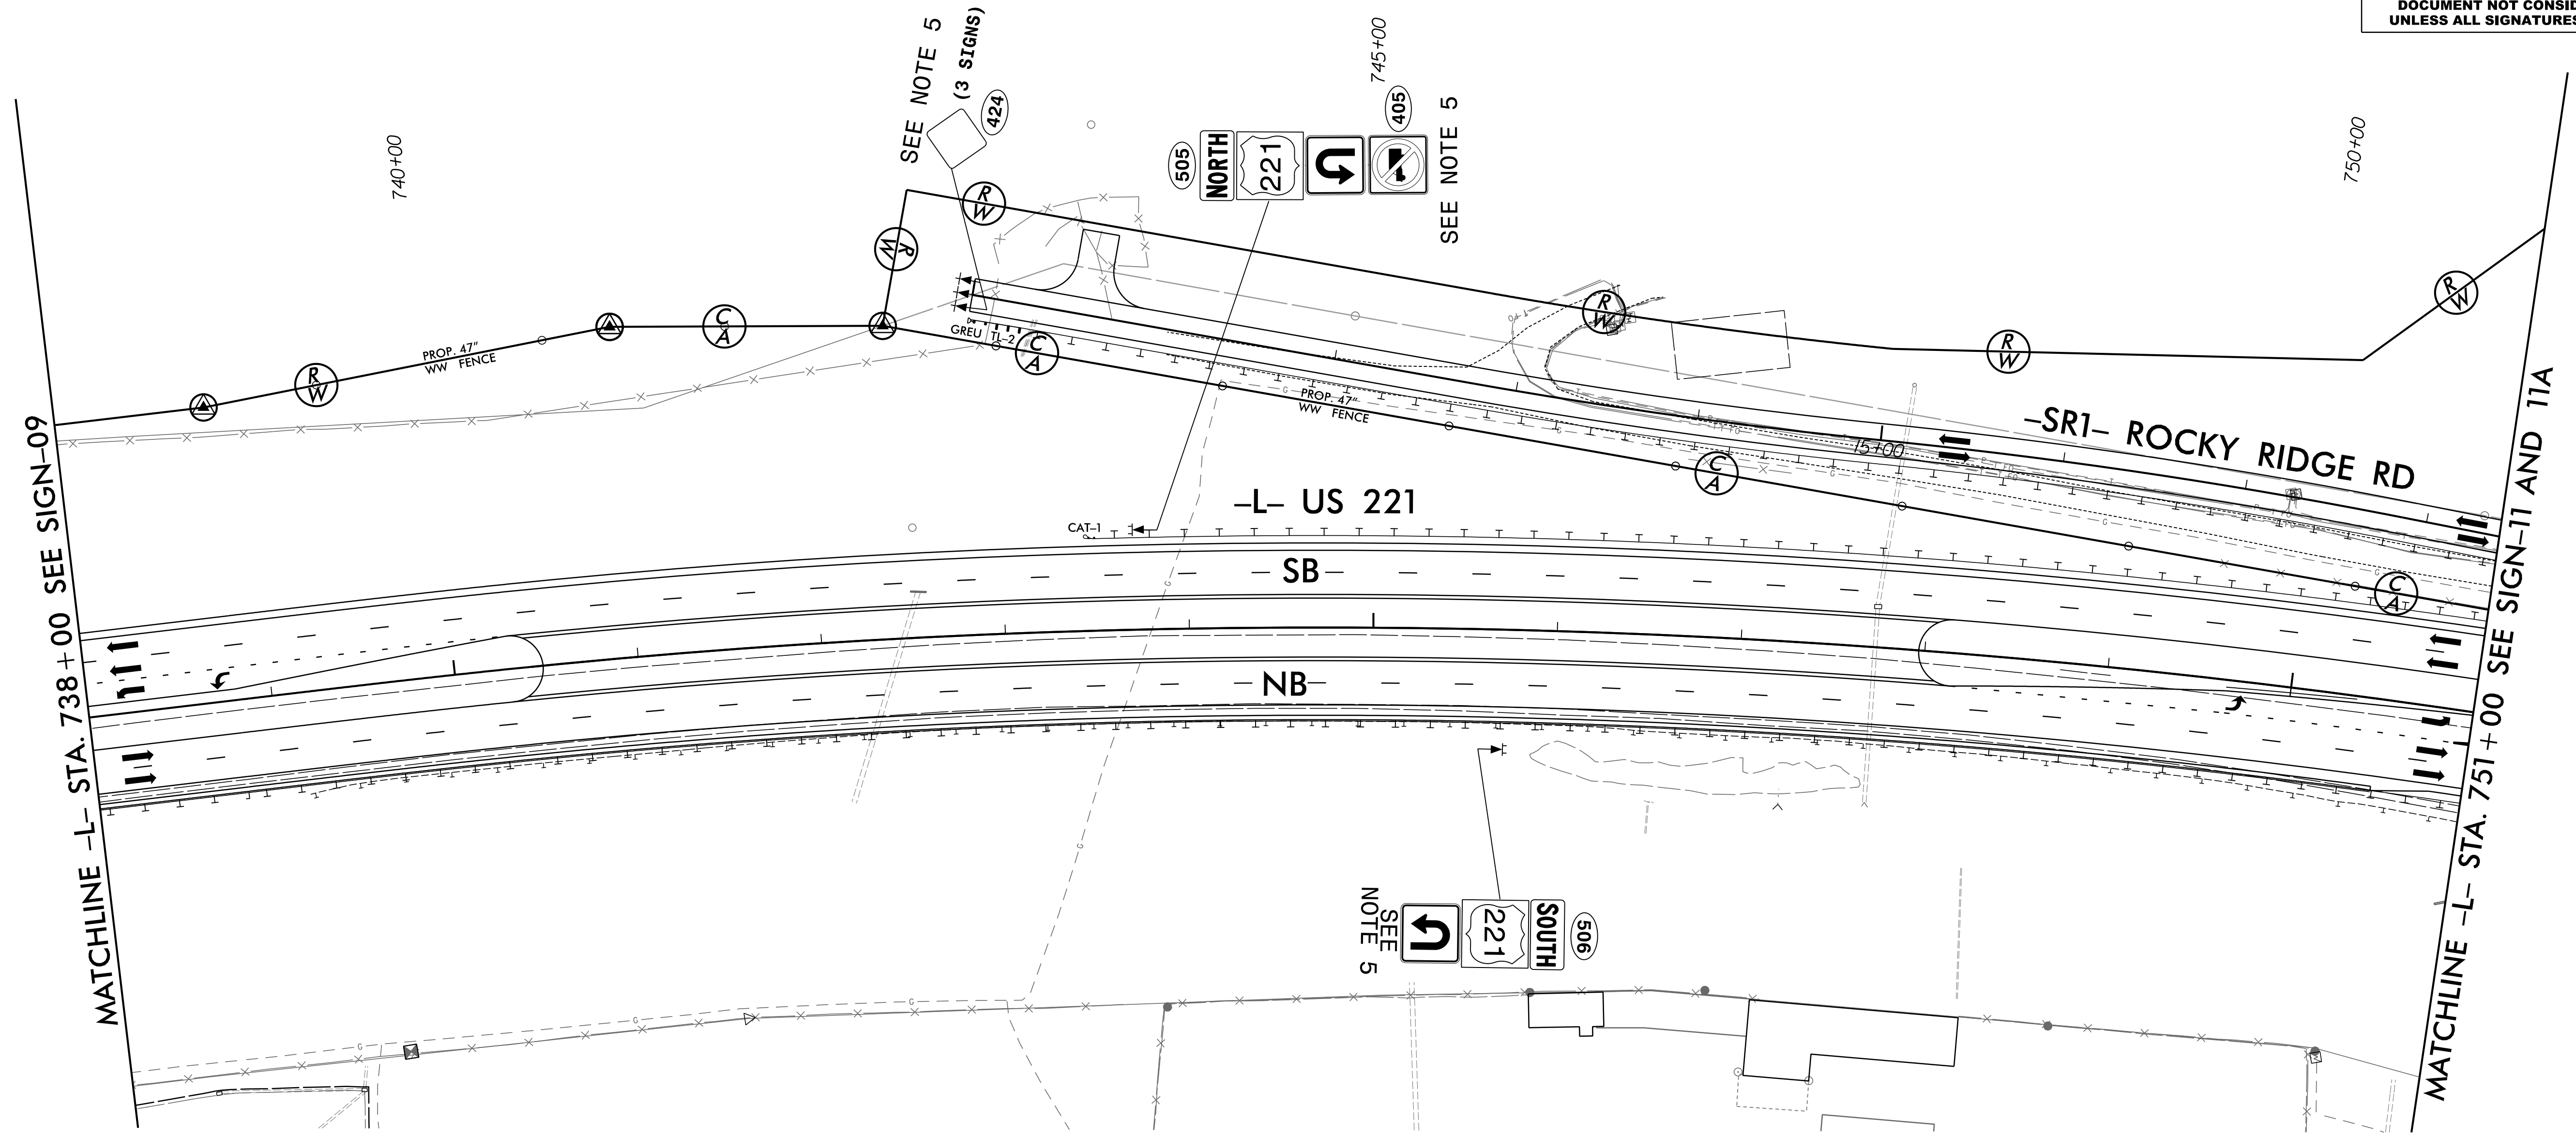 DOCUMENT NOT CONSID
UNLESS ALL SIGNATURES
740+00
745+00
750+00
SEE NOTE 5
(3 SIGNS)
424
505
NORTH
221
405
SEE NOTE 5
R
W
R
W
R
W
R
W
R
W
R
W
C
A
C
A
C
A
C
A
PROP. 47"
WW FENCE
GREU TL-2
PROP. 47"
WW FENCE
15+00
-SR1- ROCKY RIDGE RD
-L- US 221
CAT-1
SB
NB
MATCHLINE -L- STA. 738+00 SEE SIGN-09
MATCHLINE -L- STA. 751+00 SEE SIGN-11 AND 11A
SEE
NOTE 5
221
SOUTH
506
G
G
G
G
G
G
G
G
G
G